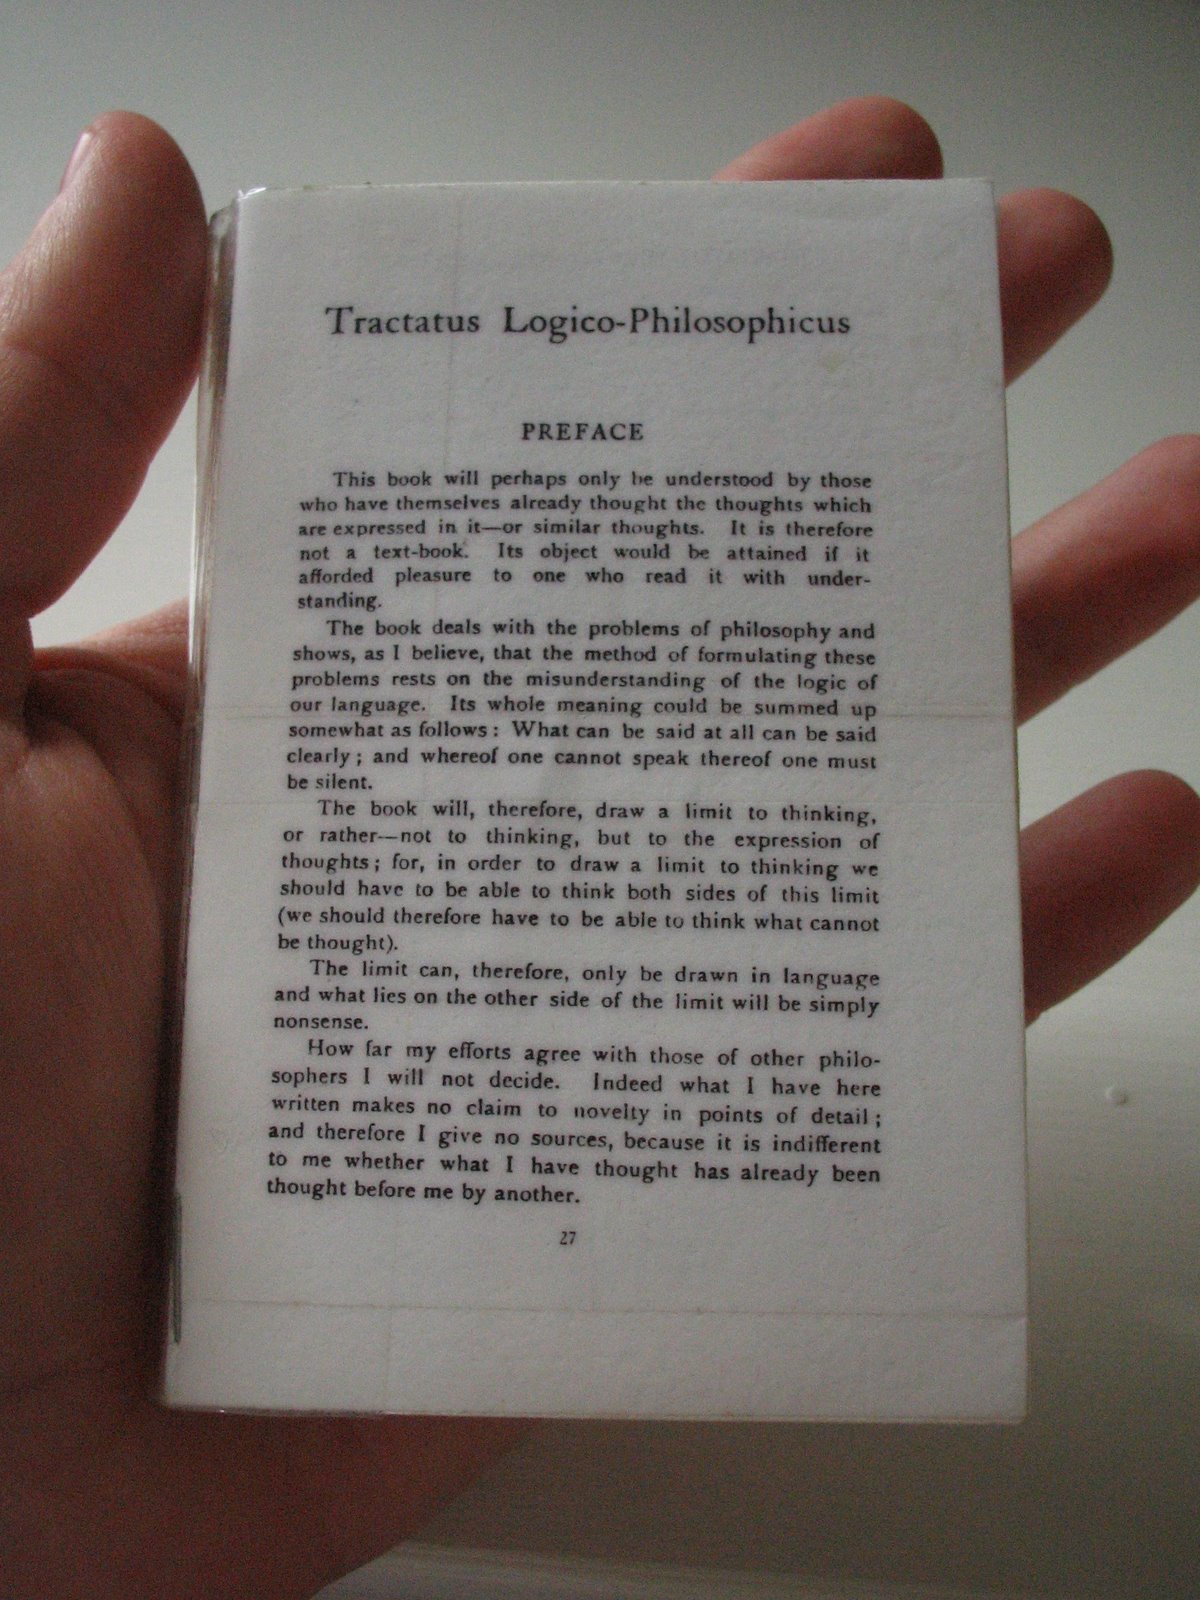 Tractatus Logico-Philosophicus
PREFACE
This book will perhaps only be understood by those
who have themselves already thought the thoughts which
are expressed in it—or similar thoughts. It is therefore
not a text-book. Its object would be attained if it
afforded pleasure to one who read it with under-
standing.
The book deals with the problems of philosophy and
shows, as I believe, that the method of formulating these
problems rests on the misunderstanding of the logic of
our language. Its whole meaning could be summed up
somewhat as follows: What can be said at all can be said
clearly; and whereof one cannot speak thereof one must
be silent.
The book will, therefore, draw a limit to thinking,
or rather—not to thinking, but to the expression of
thoughts; for, in order to draw a limit to thinking we
should have to be able to think both sides of this limit
(we should therefore have to be able to think what cannot
be thought).
The limit can, therefore, only be drawn in language
and what lies on the other side of the limit will be simply
nonsense.
How far my efforts agree with those of other philo-
sophers I will not decide. Indeed what I have here
written makes no claim to novelty in points of detail;
and therefore I give no sources, because it is indifferent
to me whether what I have thought has already been
thought before me by another.
27